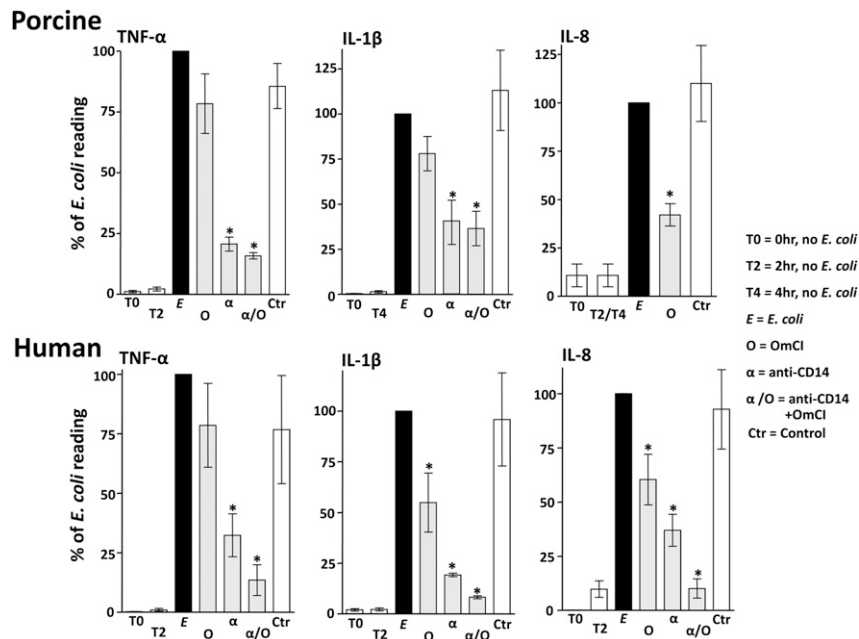 Porcine
TNF-α
IL-1β
IL-8
% of E. coli reading
100
75
50
25
0
T0
T2
E
O
α
*
α/O
*
Ctr
125
100
75
50
25
0
T0
T4
E
O
α
*
α/O
*
Ctr
125
100
75
50
25
0
T0
T2/T4
E
O
*
Ctr
T0 = 0hr, no E. coli
T2 = 2hr, no E. coli
T4 = 4hr, no E. coli
E = E. coli
O = OmCI
α = anti-CD14
α /O = anti-CD14
+OmCI
Ctr = Control
Human
TNF-α
IL-1β
IL-8
% of E. coli reading
100
75
50
25
0
T0
T2
E
O
α
*
α/O
*
Ctr
100
75
50
25
0
T0
T2
E
O
*
α
*
α/O
*
Ctr
100
75
50
25
0
T0
T2
E
O
*
α
*
α/O
*
Ctr